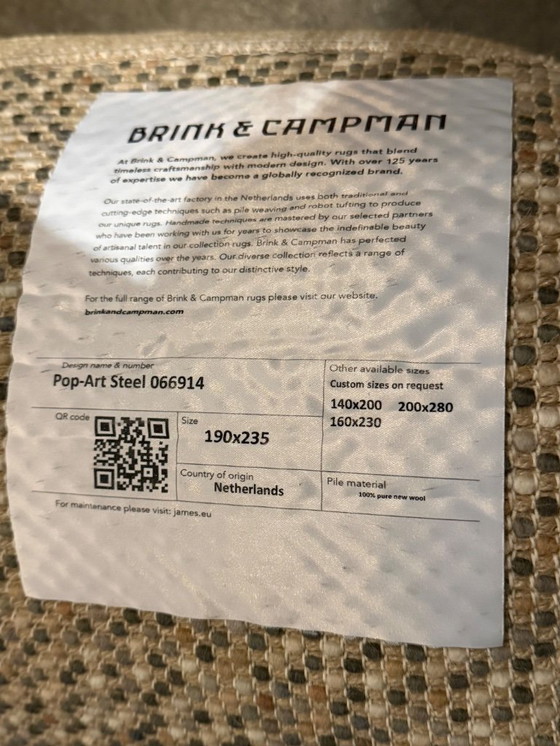 BRINK & CAMPMAN
At Brink & Campman, we create high-quality rugs that blend
timeless craftsmanship with modern design. With over 125 years
of expertise we have become a globally recognized brand.
Our state-of-the-art factory in the Netherlands uses both traditional and
cutting-edge techniques such as pile weaving and robot tufting to produce
our unique rugs. Handmade techniques are mastered by our selected partners
who have been working with us for years to showcase the indefinable beauty
of artisanal talent in our collection rugs. Brink & Campman has perfected
various qualities over the years. Our diverse collection reflects a range of
techniques, each contributing to our distinctive style.
For the full range of Brink & Campman rugs please visit our website.
brinkandcampman.com
Design name & number
Pop-Art Steel 066914
QR code
Size
190x235
Country of origin
Netherlands
Other available sizes
Custom sizes on request
140x200 200x280
160x230
Pile material
100% pure new wool
For maintenance please visit: james.eu